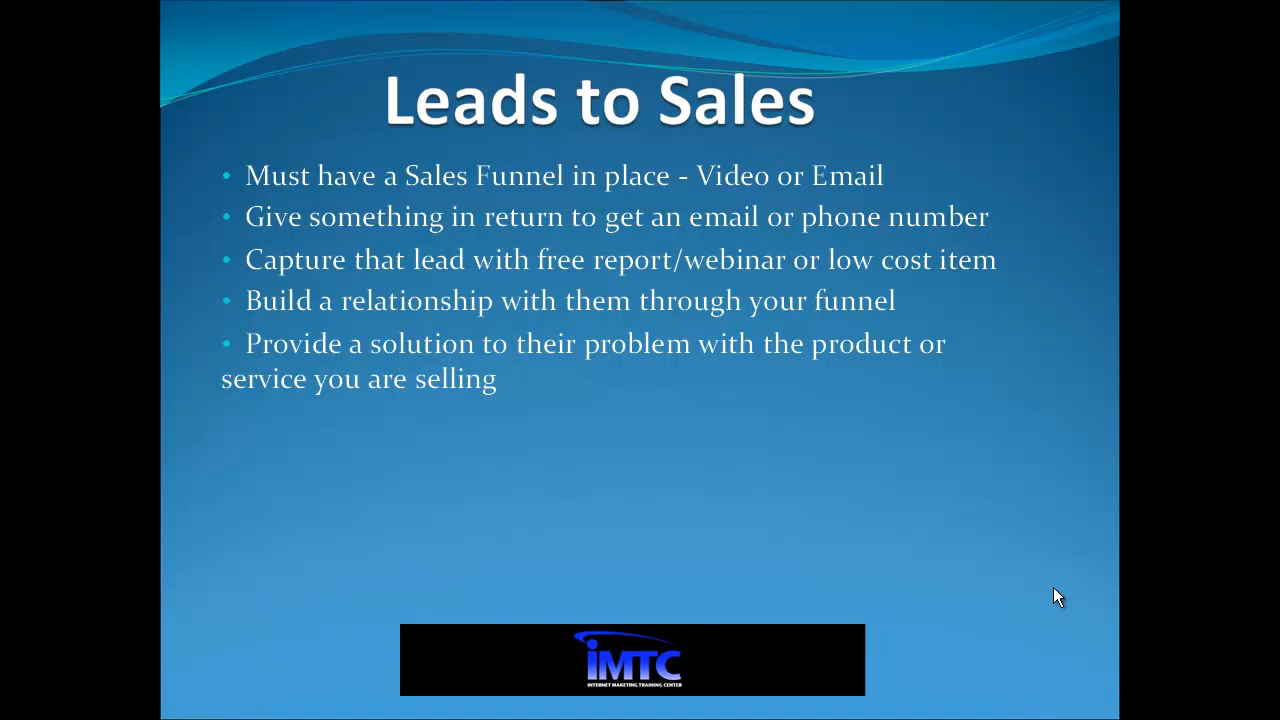 Leads to Sales
• Must have a Sales Funnel in place - Video or Email
• Give something in return to get an email or phone number
• Capture that lead with free report/webinar or low cost item
• Build a relationship with them through your funnel
• Provide a solution to their problem with the product or
service you are selling
iMTC
INTERNET MARKETING TRAINING CENTER